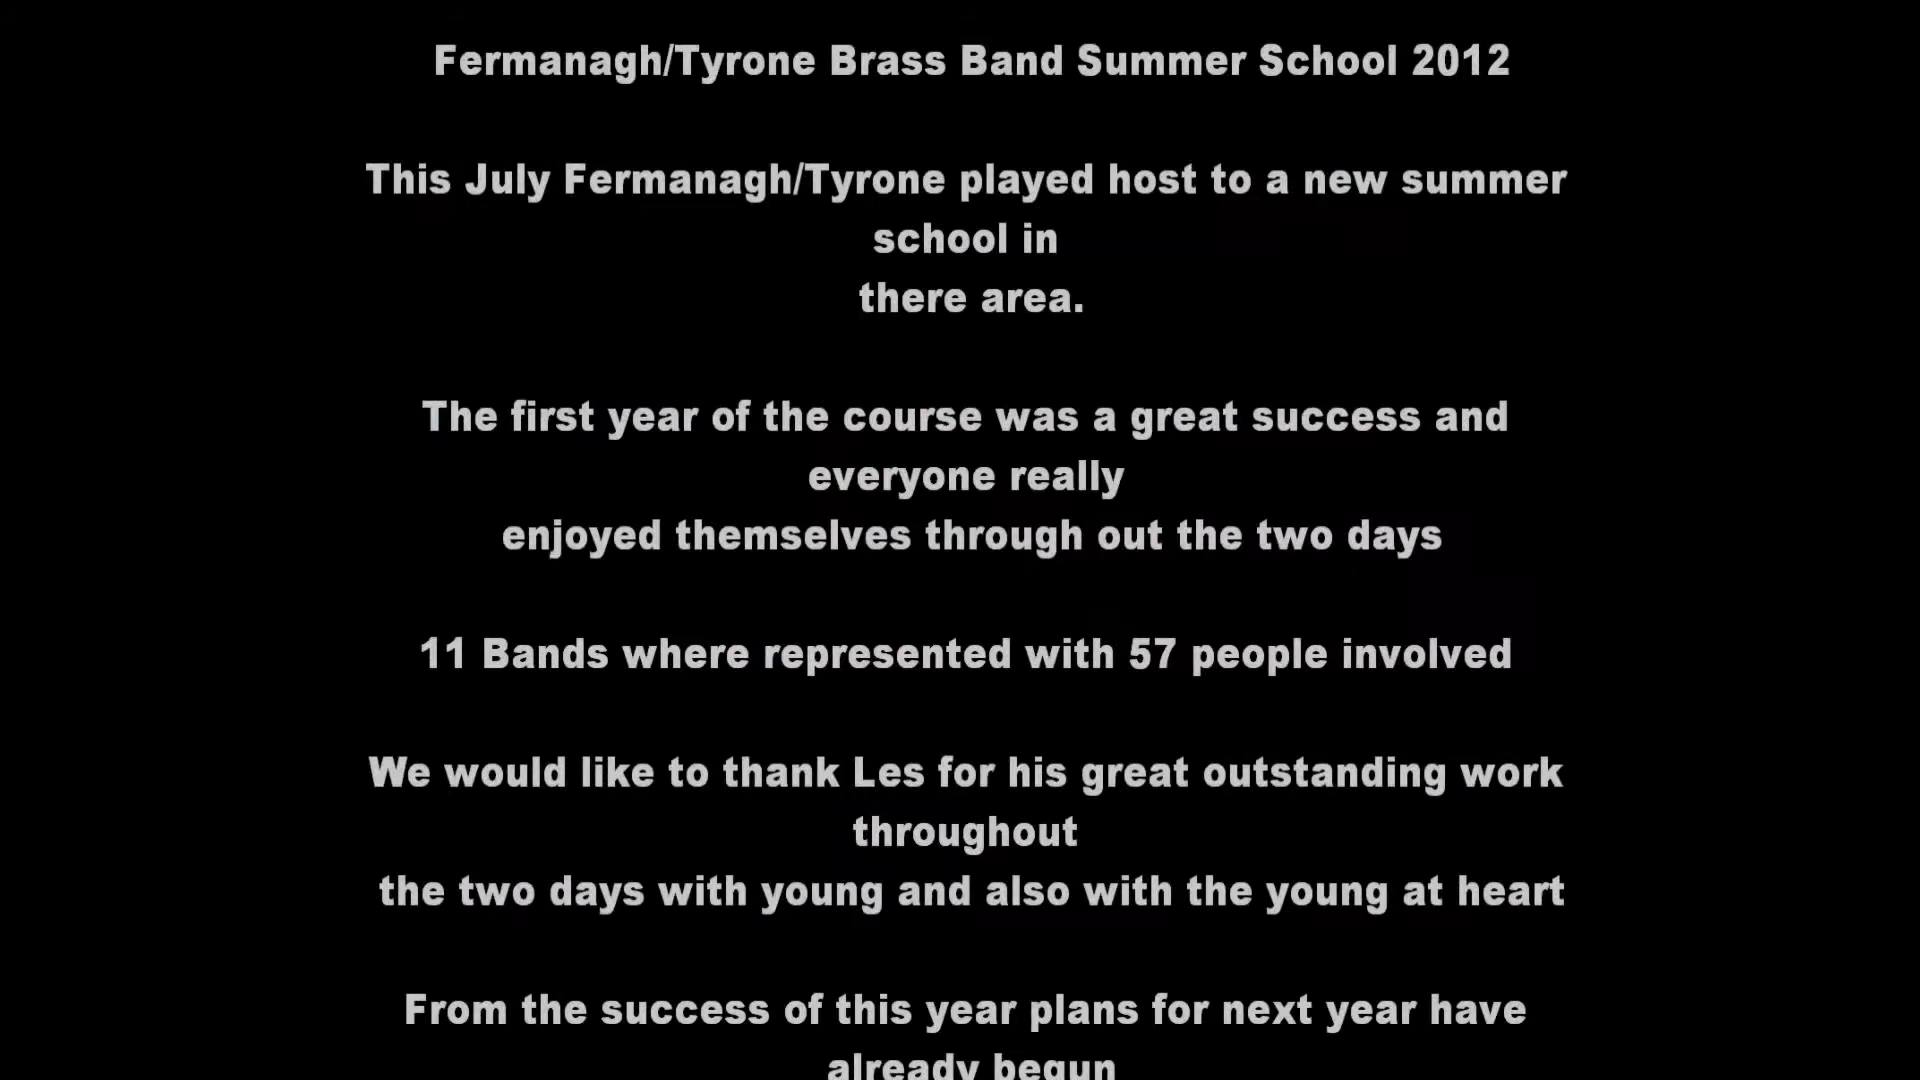 Fermanagh/Tyrone Brass Band Summer School 2012
This July Fermanagh/Tyrone played host to a new summer
school in
there area.
The first year of the course was a great success and
everyone really
enjoyed themselves through out the two days
11 Bands where represented with 57 people involved
We would like to thank Les for his great outstanding work
throughout
the two days with young and also with the young at heart
From the success of this year plans for next year have
already begun